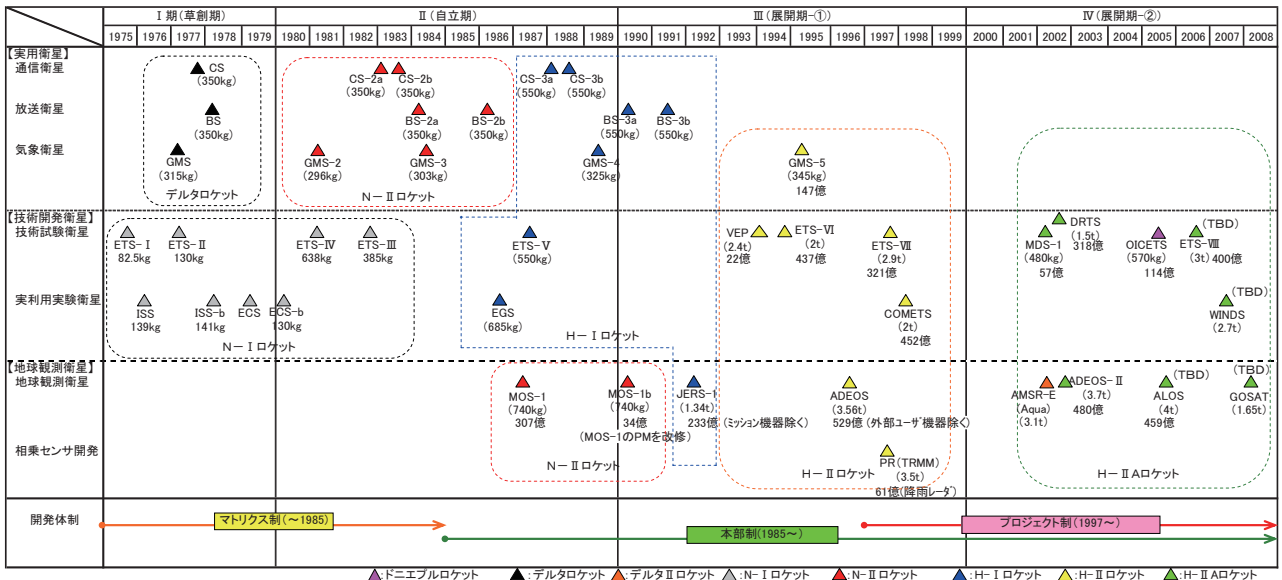 Ⅰ期(草創期)
Ⅱ(自立期)
Ⅲ(展開期-①)
Ⅳ(展開期-②)
1975 1976 1977 1978 1979 1980 1981 1982 1983 1984 1985 1986 1987 1988 1989 1990 1991 1992 1993 1994 1995 1996 1997 1998 1999 2000 2001 2002 2003 2004 2005 2006 2007 2008
【実用衛星】
通信衛星
CS
(350kg)
CS-2a
(350kg)
CS-2b
(350kg)
CS-3a
(550kg)
CS-3b
(550kg)
放送衛星
BS
(350kg)
BS-2a
(350kg)
BS-2b
(350kg)
BS-3a
(550kg)
BS-3b
(550kg)
気象衛星
GMS
(315kg)
GMS-2
(296kg)
GMS-3
(303kg)
GMS-4
(325kg)
GMS-5
(345kg)
147億
デルタロケット
N-Ⅱロケット
【技術開発衛星】
技術試験衛星
ETS-Ⅰ
82.5kg
ETS-Ⅱ
130kg
ETS-Ⅳ
638kg
ETS-Ⅲ
385kg
ETS-Ⅴ
(550kg)
VEP
(2.4t)
22億
ETS-Ⅵ
(2t)
437億
ETS-Ⅶ
(2.9t)
321億
MDS-1
(480kg)
57億
DRTS
(1.5t)
318億
OICETS
(570kg)
114億
(TBD)
ETS-Ⅷ
(3t)
400億
実利用実験衛星
ISS
139kg
ISS-b
141kg
ECS
ECS-b
130kg
EGS
(685kg)
COMETS
(2t)
452億
(TBD)
WINDS
(2.7t)
N-Ⅰロケット
H-Ⅰロケット
【地球観測衛星】
地球観測衛星
MOS-1
(740kg)
307億
MOS-1b
(740kg)
34億
(MOS-1のPMを改修)
JERS-1
(1.34t)
233億 (ミッション機器除く)
ADEOS
(3.56t)
529億 (外部ユーザ機器除く)
AMSR-E
(Aqua)
(3.1t)
ADEOS-Ⅱ
(3.7t)
480億
(TBD)
ALOS
(4t)
459億
(TBD)
GOSAT
(1.65t)
相乗センサ開発
N-Ⅱロケット
H-Ⅱロケット
PR(TRMM)
(3.5t)
61億(降雨レーダ)
H-ⅡAロケット
開発体制
マトリクス制(～1985)
本部制(1985～)
プロジェクト制(1997～)
:ドニエプルロケット :デルタロケット :デルタⅡロケット :N-Ⅰロケット :N-Ⅱロケット :H-Ⅰロケット :H-Ⅱロケット :H-ⅡAロケット